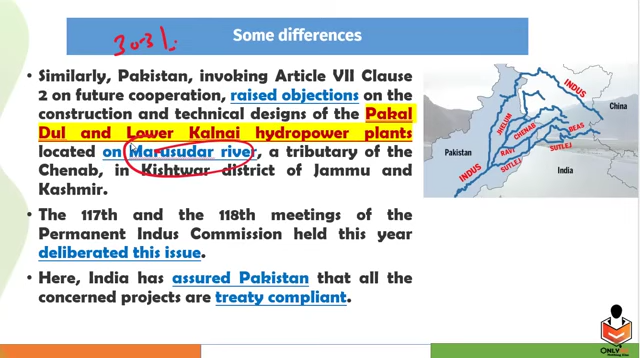 Some differences
Similarly, Pakistan, invoking Article VII Clause
2 on future cooperation, raised objections on the
construction and technical designs of the Pakal
Dul and Lower Kalnai hydropower plants
located on Marusudar river, a tributary of the
Chenab, in Kishtwar district of Jammu and
Kashmir.
The 117th and the 118th meetings of the
Permanent Indus Commission held this year
deliberated this issue.
Here, India has assured Pakistan that all the
concerned projects are treaty compliant.
INDUS
China
JHELUM
CHENAB
BEAS
Pakistan
RAVI
SUTLEJ
SUTLEJ
INDUS
India